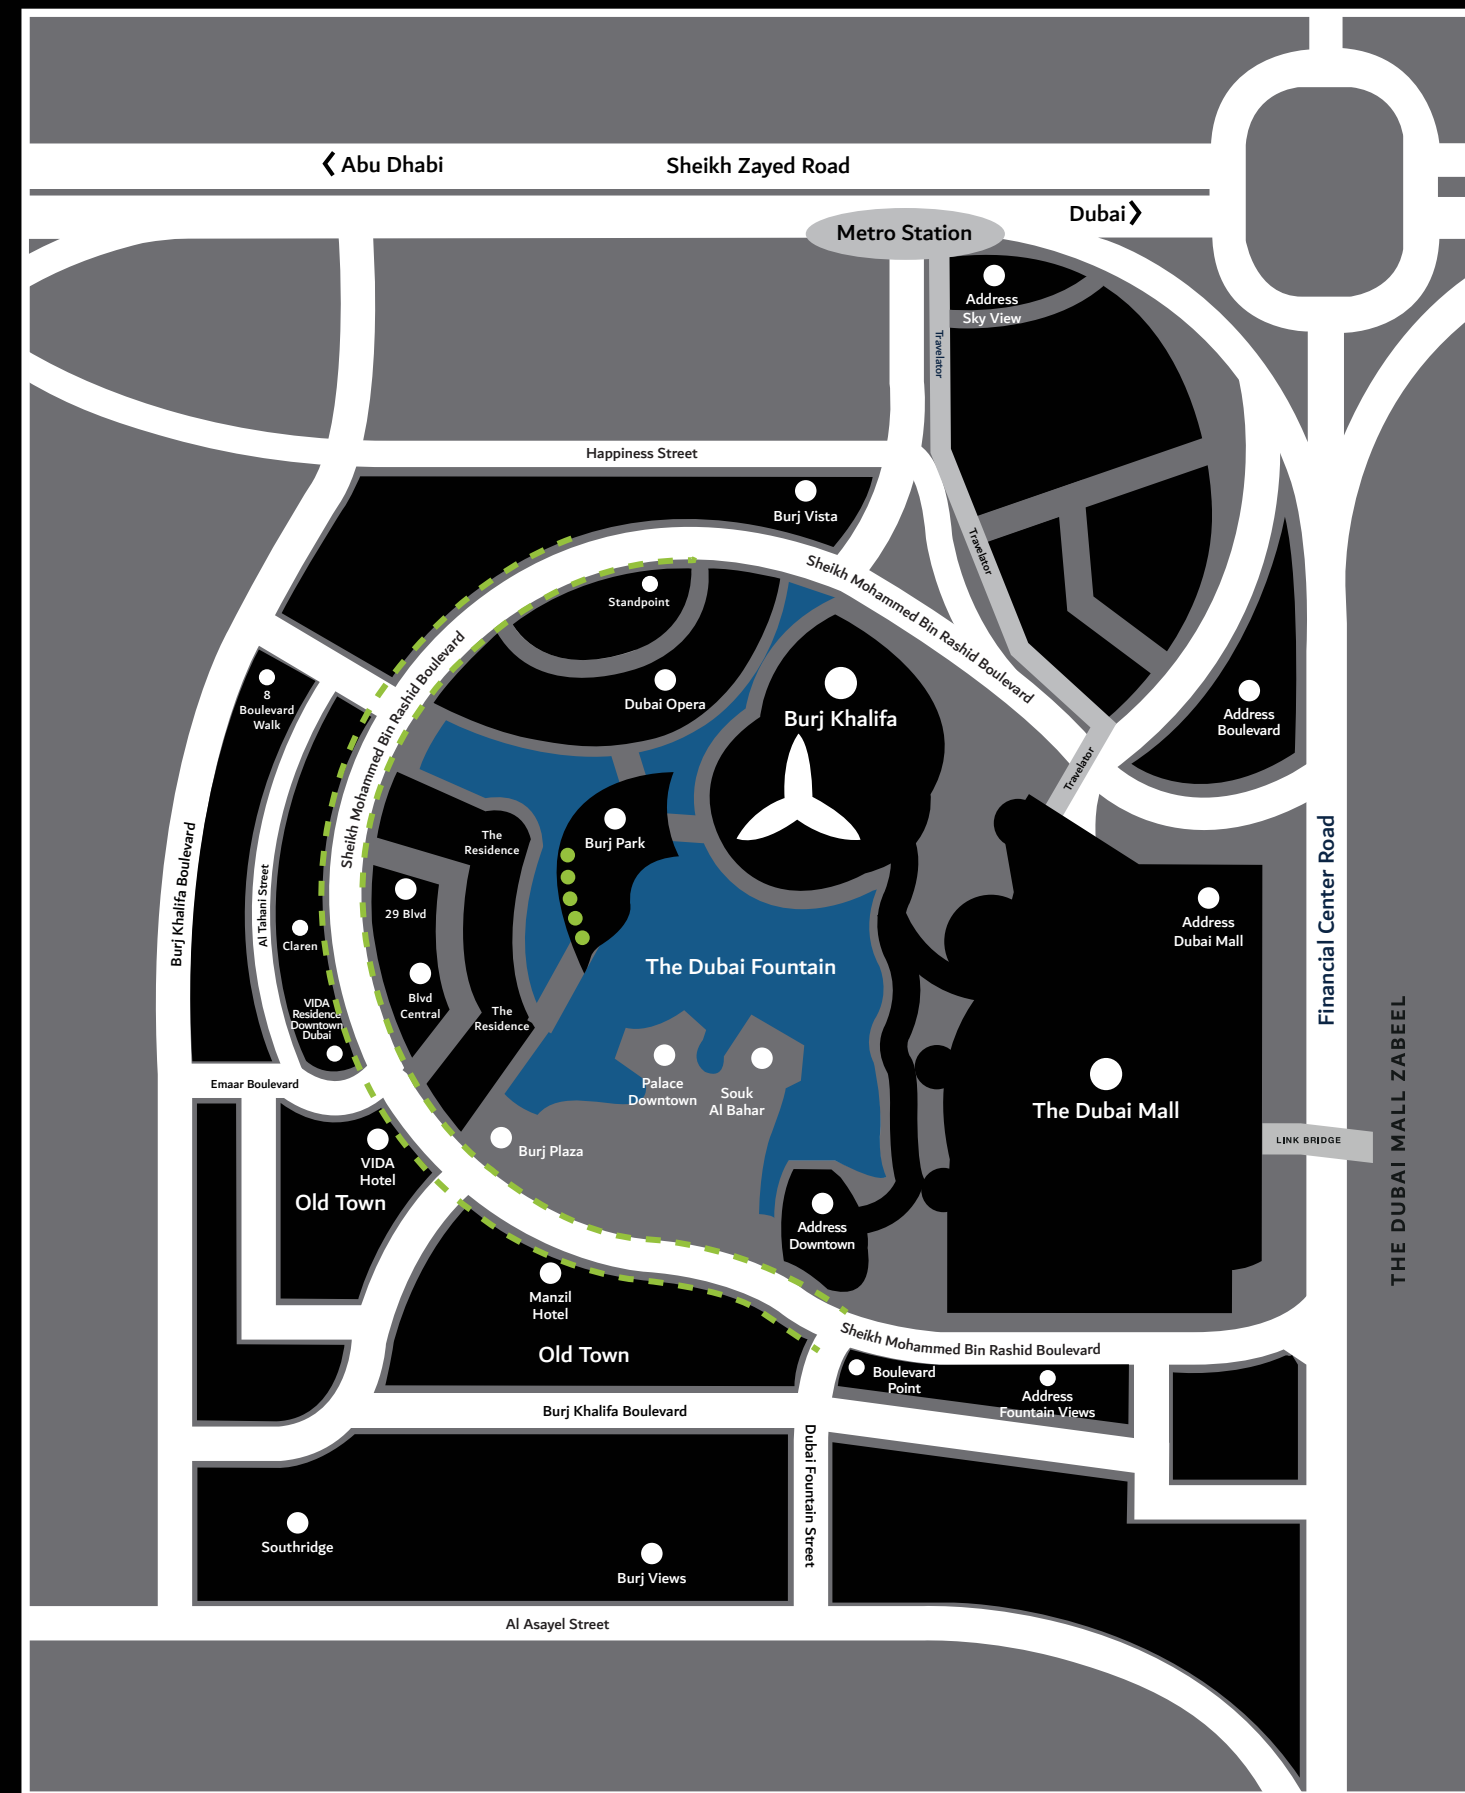 Abu Dhabi
Sheikh Zayed Road
Dubai
Metro Station
Address
Sky View
Travelator
Happiness Street
Burj Vista
Travelator
Sheikh Mohammed Bin Rashid Boulevard
Standpoint
Sheikh Mohammed Bin Rashid Boulevard
8
Boulevard
Walk
Dubai Opera
Burj Khalifa
Address
Boulevard
Travelator
Burj Khalifa Boulevard
Al Tahani Street
The
Residence
Burj Park
Financial Center Road
29 Blvd
Address
Dubai Mall
Claren
The Dubai Fountain
Blvd
Central
VIDA
Residence
Downtown
Dubai
The
Residence
THE DUBAI MALL ZABEEL
Emaar Boulevard
Palace
Downtown
Souk
Al Bahar
The Dubai Mall
LINK BRIDGE
Burj Plaza
VIDA
Hotel
Old Town
Address
Downtown
Manzil
Hotel
Old Town
Sheikh Mohammed Bin Rashid Boulevard
Boulevard
Point
Address
Fountain Views
Burj Khalifa Boulevard
Dubai Fountain Street
Southridge
Burj Views
Al Asayel Street